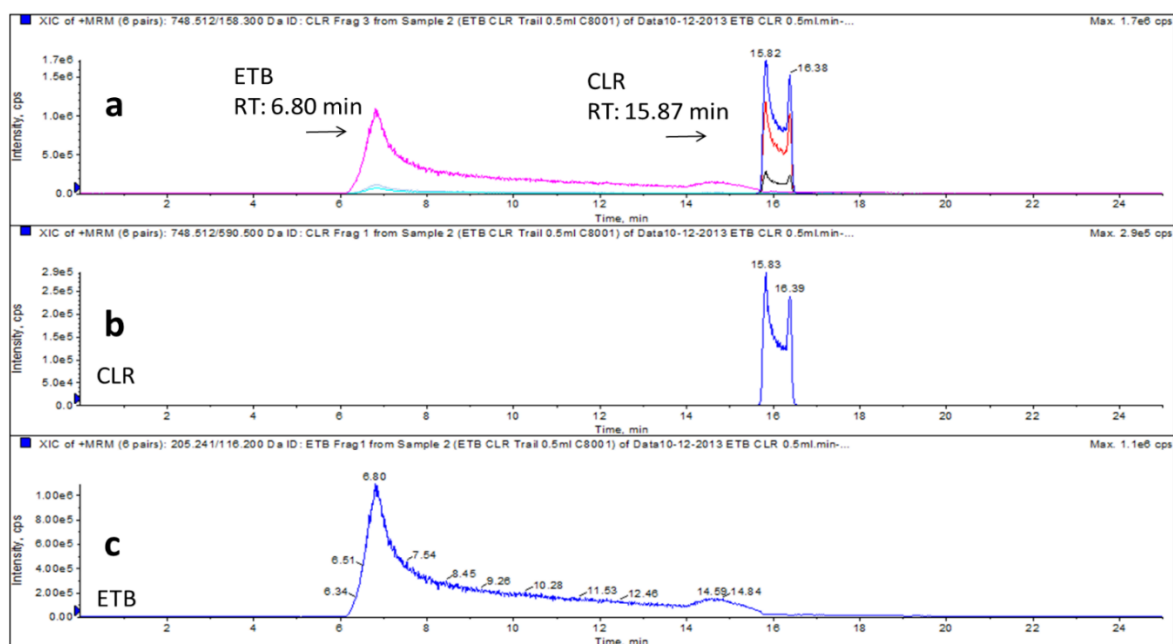 XIC of +MRM (6 pairs): 748.512/158.300 Da ID: CLR Frag 3 from Sample 2 (ETB CLR Trail 0.5ml C8001) of Data10-12-2013 ETB CLR 0.5ml.min-... Max. 1.7e6 cps.
Intensity, cps
1.7e6
1.5e6
1.0e6
5.0e5
0.0
a
ETB
RT: 6.80 min
CLR
RT: 15.87 min
15.82
16.38
2 4 6 8 10 12 14 16 18 20 22 24
Time, min
XIC of +MRM (6 pairs): 748.512/590.500 Da ID: CLR Frag 1 from Sample 2 (ETB CLR Trail 0.5ml C8001) of Data10-12-2013 ETB CLR 0.5ml.min-... Max. 2.9e5 cps.
Intensity, cps
2.9e5
2.5e5
2.0e5
1.5e5
1.0e5
5.0e4
0.0
b
CLR
15.83
16.39
2 4 6 8 10 12 14 16 18 20 22 24
Time, min
XIC of +MRM (6 pairs): 205.241/116.200 Da ID: ETB Frag1 from Sample 2 (ETB CLR Trail 0.5ml C8001) of Data10-12-2013 ETB CLR 0.5ml.min-... Max. 1.1e6 cps.
Intensity, cps
1.00e6
8.00e5
6.00e5
4.00e5
2.00e5
0.00
c
ETB
6.80
6.51
6.34
7.54
8.45
9.26
10.28
11.53
12.46
14.59
14.84
2 4 6 8 10 12 14 16 18 20 22 24
Time, min